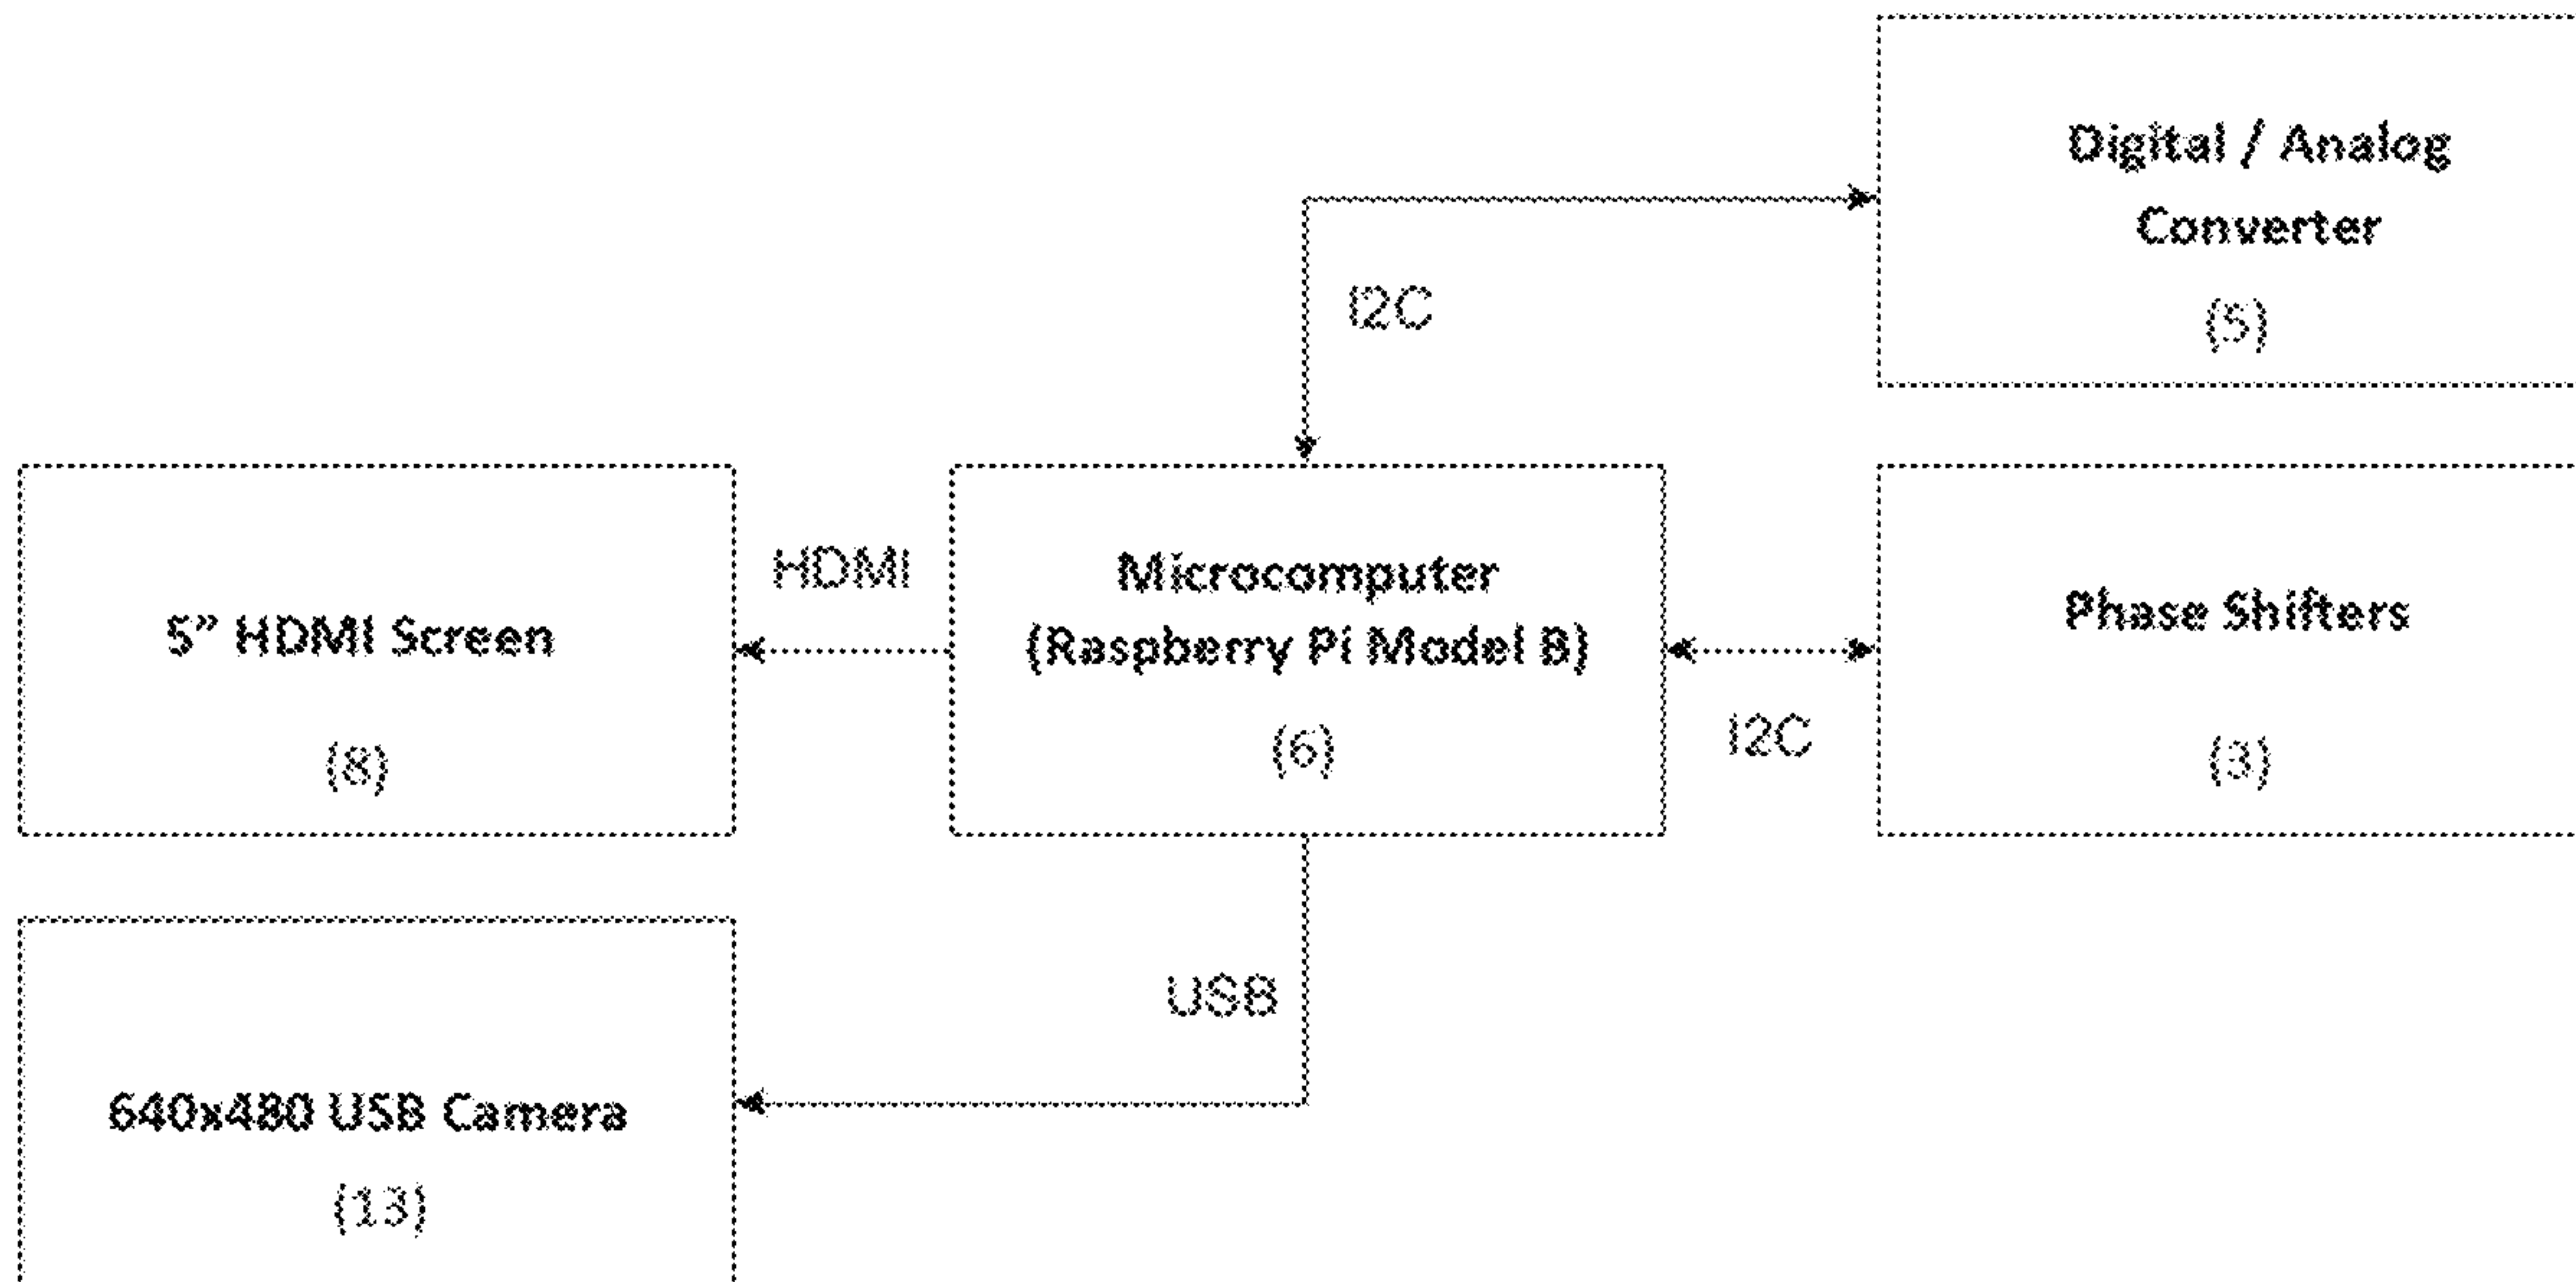 Digital / Analog
Converter
(5)
I2C
5” HDMI Screen
(8)
HDMI
Microcomputer
(Raspberry Pi Model B)
(6)
I2C
Phase Shifters
(3)
USB
640x480 USB Camera
(13)